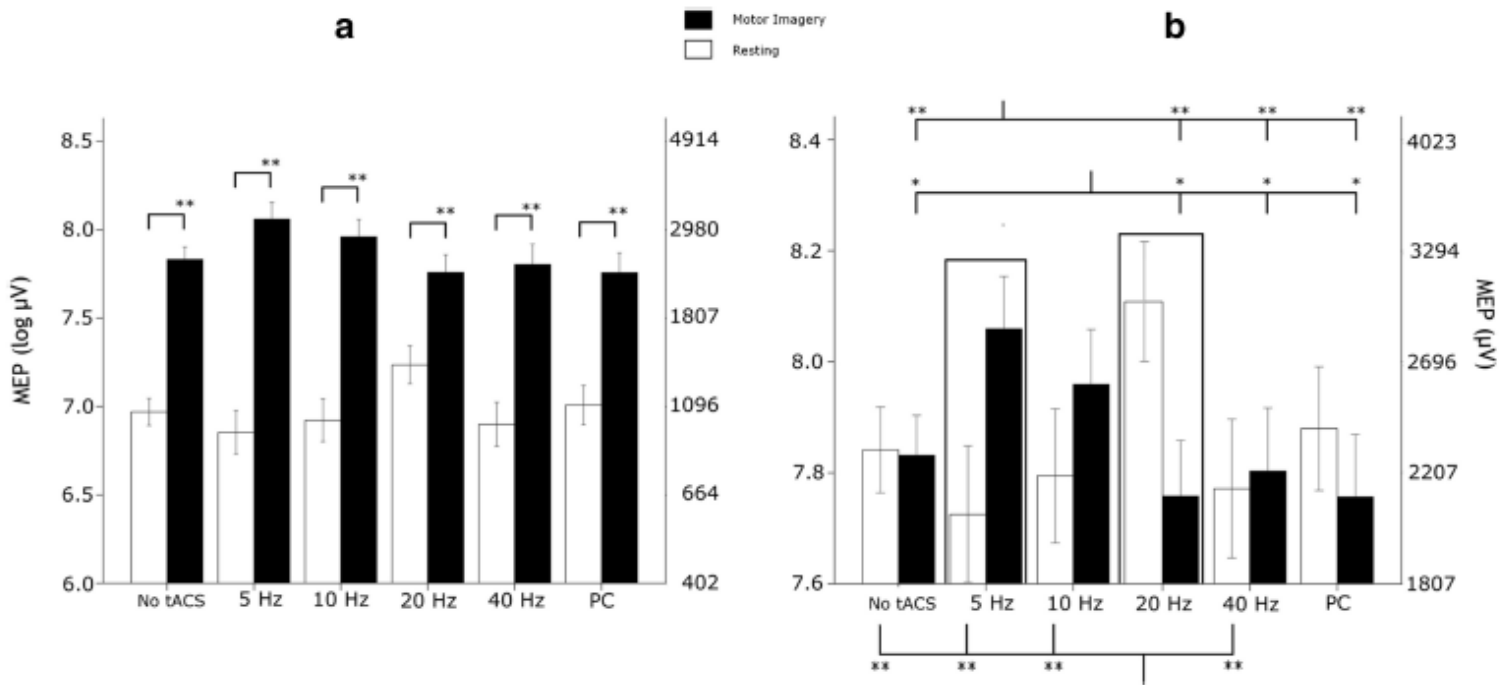 a
Motor Imagery
Resting
b
**
**
**
**
**
**
MEP (log µV)
8.5
8.0
7.5
7.0
6.5
6.0
4914
2980
1807
1096
664
402
No tACS 5 Hz 10 Hz 20 Hz 40 Hz PC
** ** ** **
* * * *
8.4
8.2
8.0
7.8
7.6
4023
3294
2696
2207
1807
MEP (µV)
No tACS 5 Hz 10 Hz 20 Hz 40 Hz PC
** ** ** **